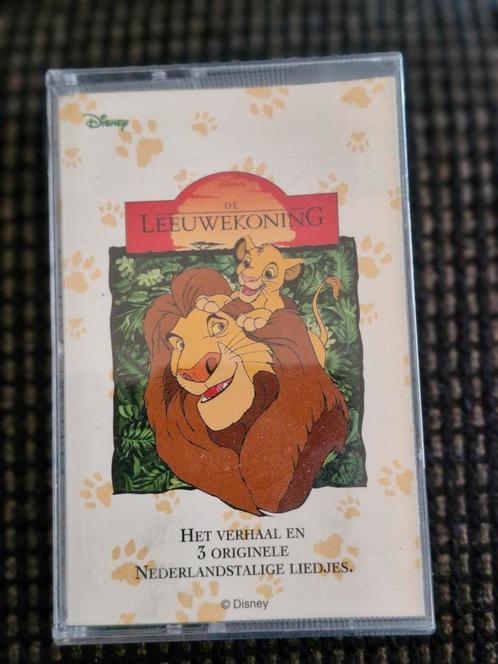 Disney
DE
LEEUWEKONING
HET VERHAAL EN
3 ORIGINELE
NEDERLANDSTALIGE LIEDJES.
© Disney